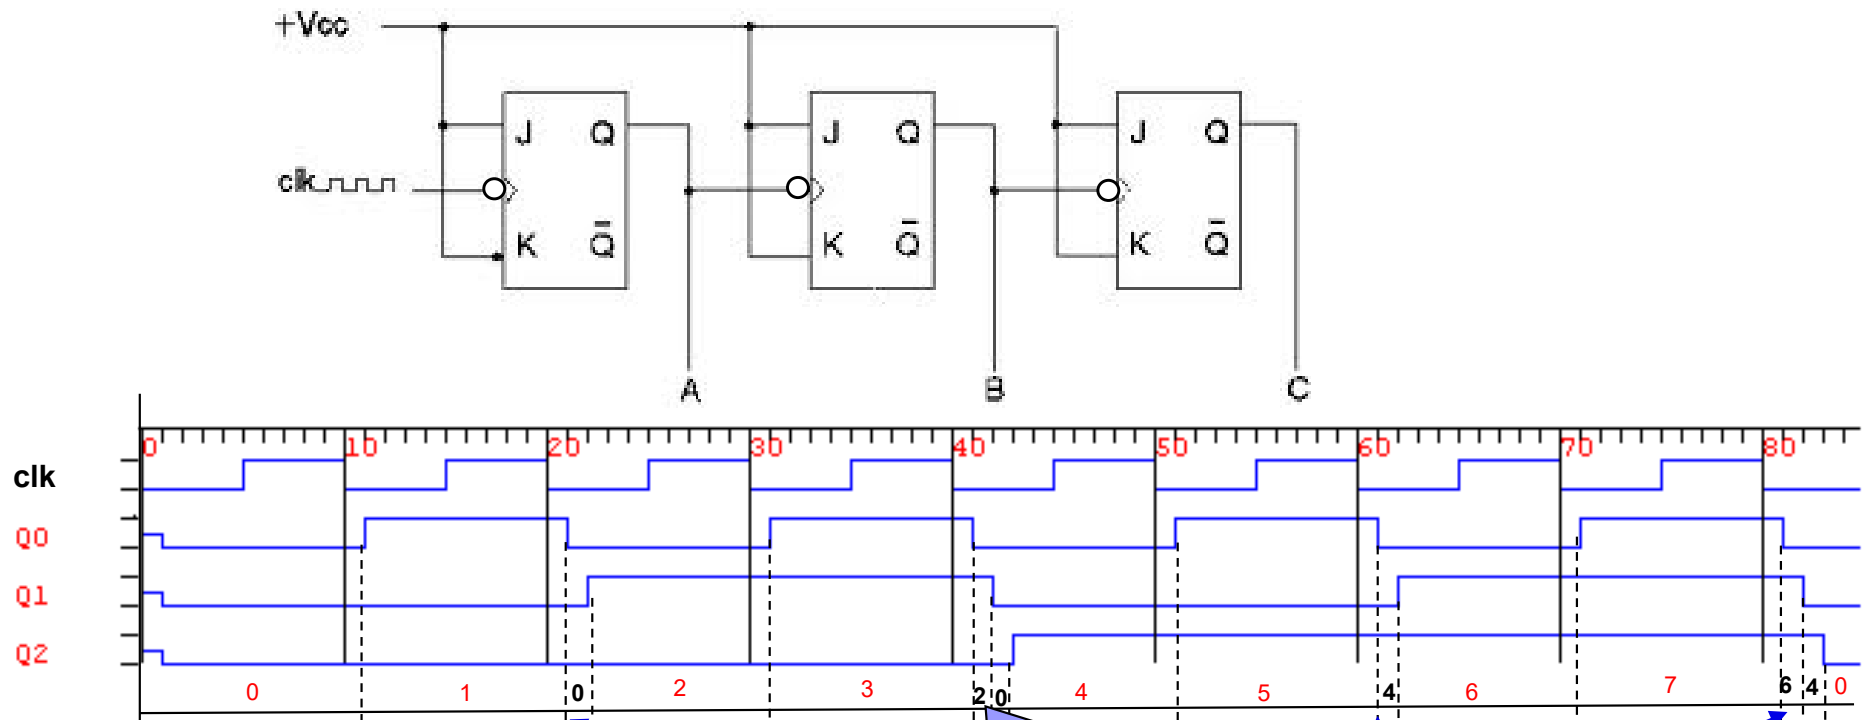 +Vcc
J Q J Q J Q
clk
K Q̅ K Q̅ K Q̅
A B C
0 10 20 30 40 50 60 70 80
clk
Q0
Q1
Q2
0 1 0 2 3 2 0 4 5 4 6 7 6 4 0